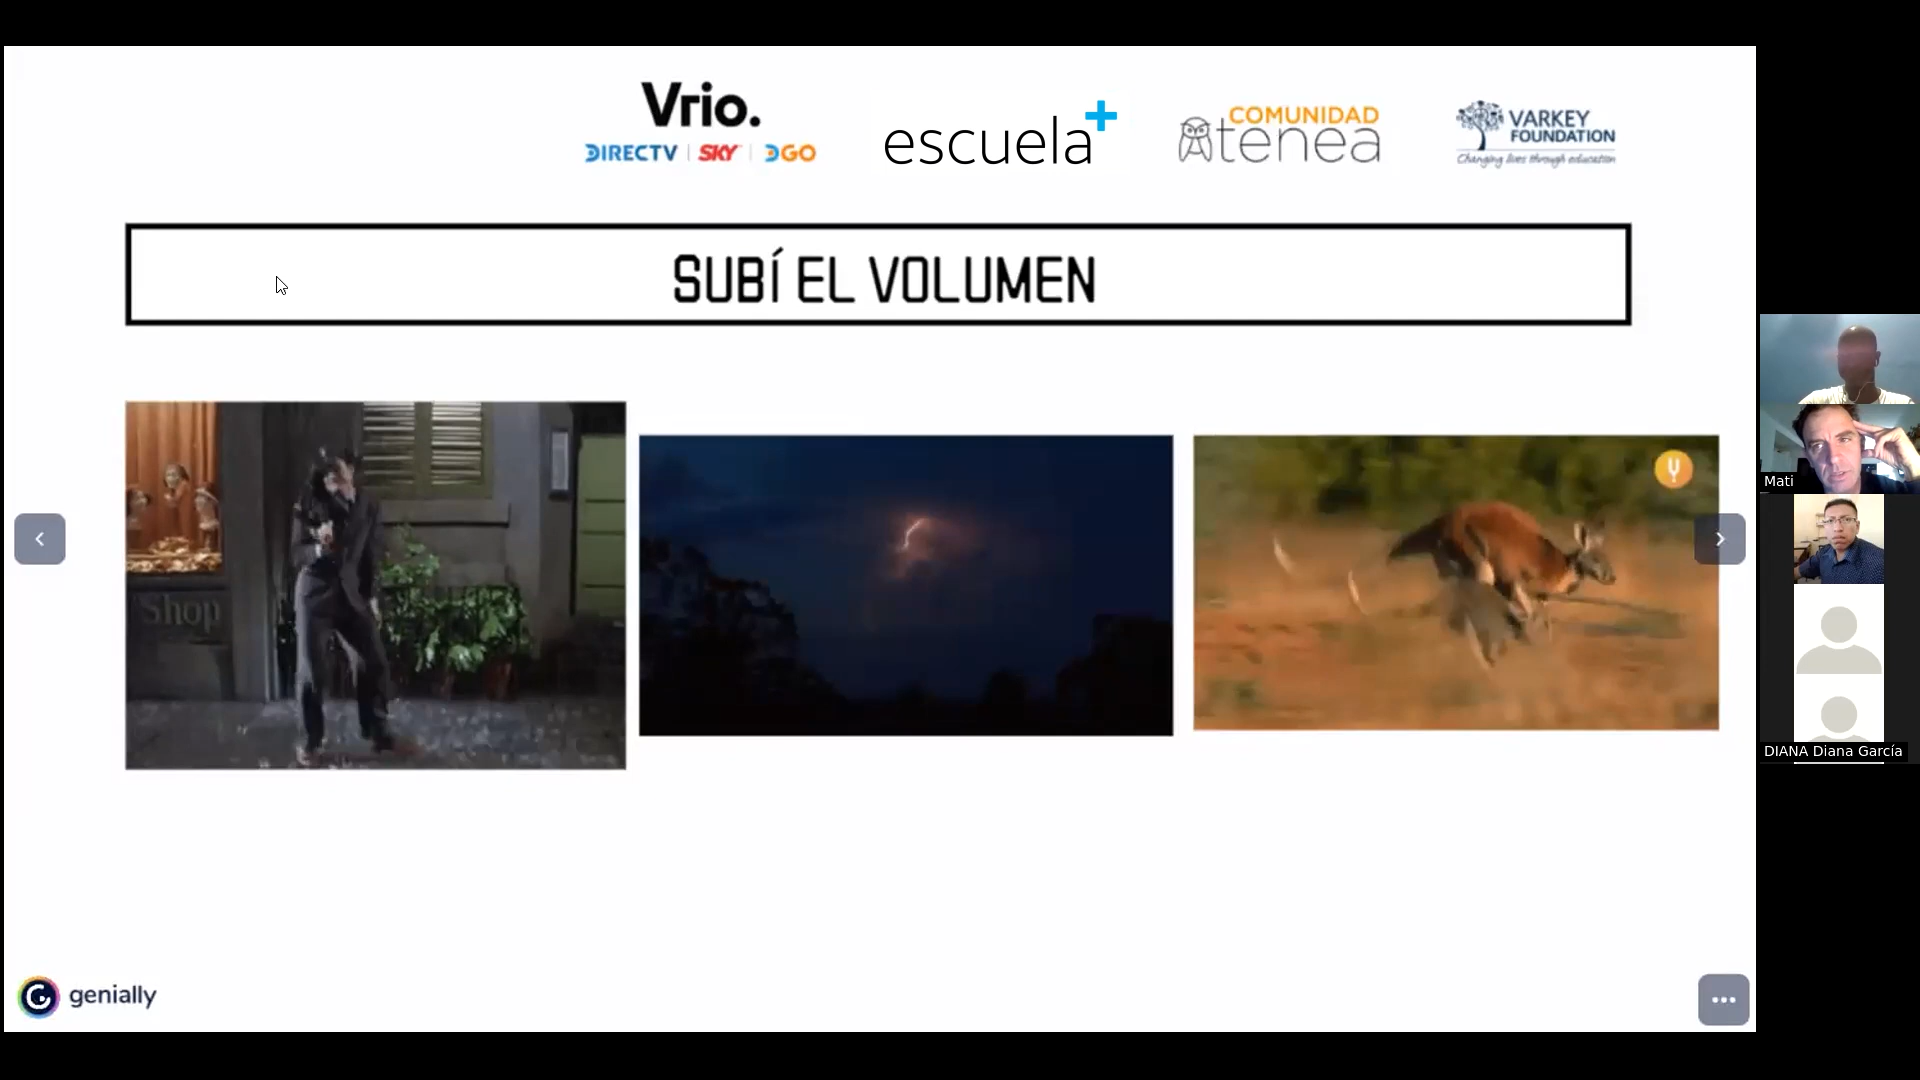 Vrio.
DIRECTV | SKY | DGO
escuela+
COMUNIDAD
atenea
VARKEY
FOUNDATION
Changing lives through education
SUBÍ EL VOLUMEN
Shop
Mati
DIANA Diana García
genially